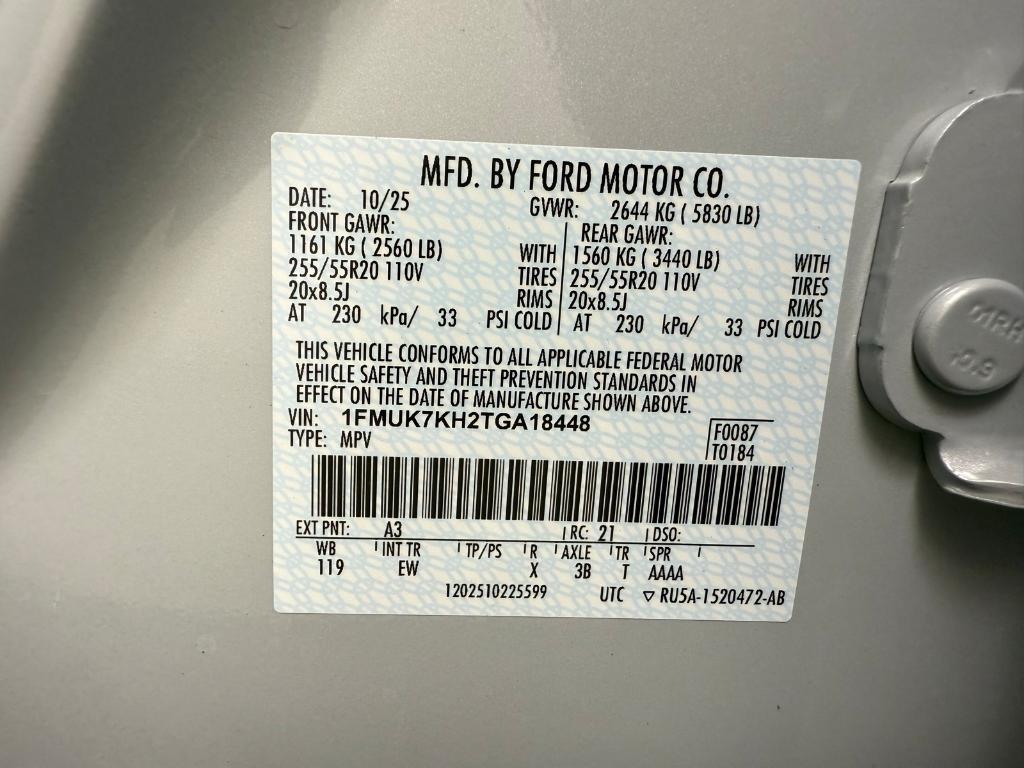 MFD. BY FORD MOTOR CO.
DATE: 10/25 GVWR: 2644 KG ( 5830 LB)
FRONT GAWR: REAR GAWR:
1161 KG ( 2560 LB) WITH 1560 KG ( 3440 LB) WITH
255/55R20 110V TIRES 255/55R20 110V TIRES
20x8.5J RIMS 20x8.5J RIMS
AT 230 kPa/ 33 PSI COLD AT 230 kPa/ 33 PSI COLD
THIS VEHICLE CONFORMS TO ALL APPLICABLE FEDERAL MOTOR
VEHICLE SAFETY AND THEFT PREVENTION STANDARDS IN
EFFECT ON THE DATE OF MANUFACTURE SHOWN ABOVE.
VIN: 1FMUK7KH2TGA18448
TYPE: MPV
F0087
T0184
EXT PNT: A3 RC: 21 DSO:
WB INT TR TP/PS R AXLE TR SPR
119 EW X 3B T AAAA
1202510225599 UTC ▽ RU5A-1520472-AB